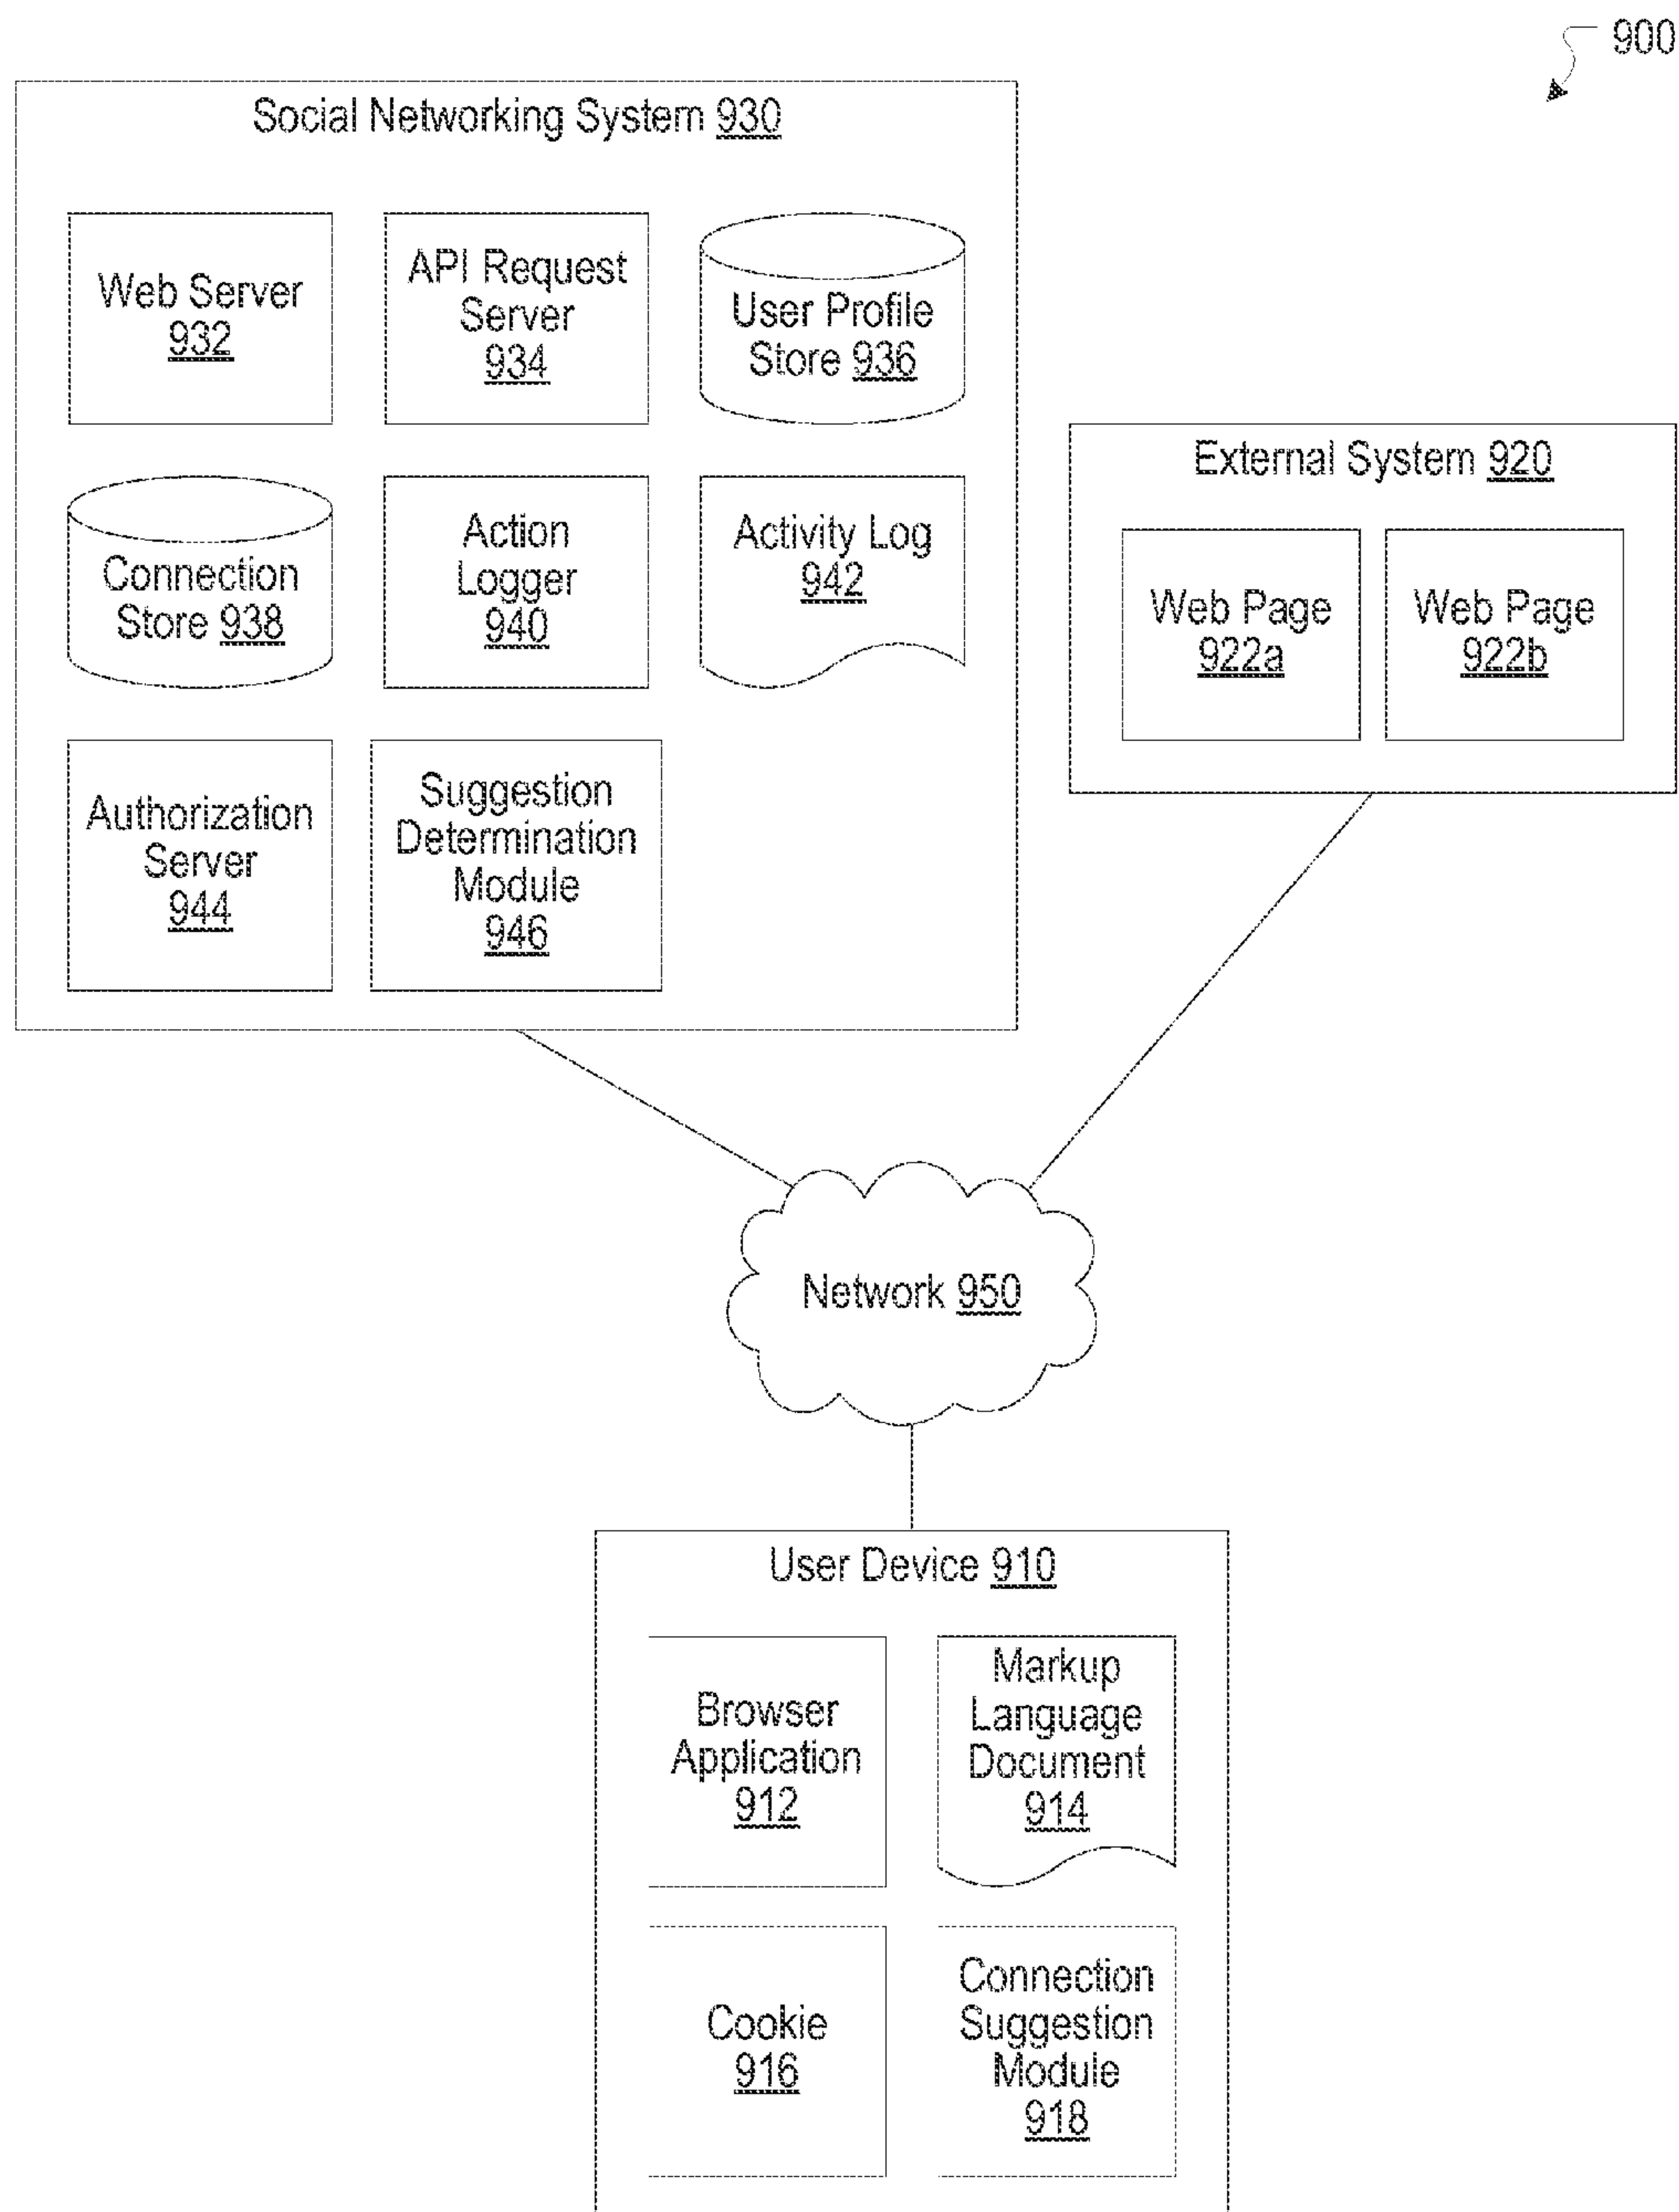 900
Social Networking System 930
Web Server
932
API Request
Server
934
User Profile
Store 936
Connection
Store 938
Action
Logger
940
Activity Log
942
Authorization
Server
944
Suggestion
Determination
Module
946
External System 920
Web Page
922a
Web Page
922b
Network 950
User Device 910
Browser
Application
912
Markup
Language
Document
914
Cookie
916
Connection
Suggestion
Module
918